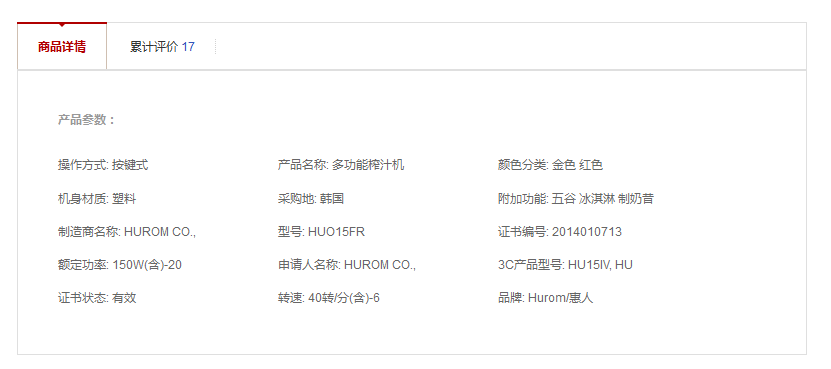 商品详情 累计评价 17
产品参数：
操作方式: 按键式 产品名称: 多功能榨汁机 颜色分类: 金色 红色
机身材质: 塑料 采购地: 韩国 附加功能: 五谷 冰淇淋 制奶昔
制造商名称: HUROM CO., 型号: HUO15FR 证书编号: 2014010713
额定功率: 150W(含)-20 申请人名称: HUROM CO., 3C产品型号: HU15IV, HU
证书状态: 有效 转速: 40转/分(含)-6 品牌: Hurom/惠人